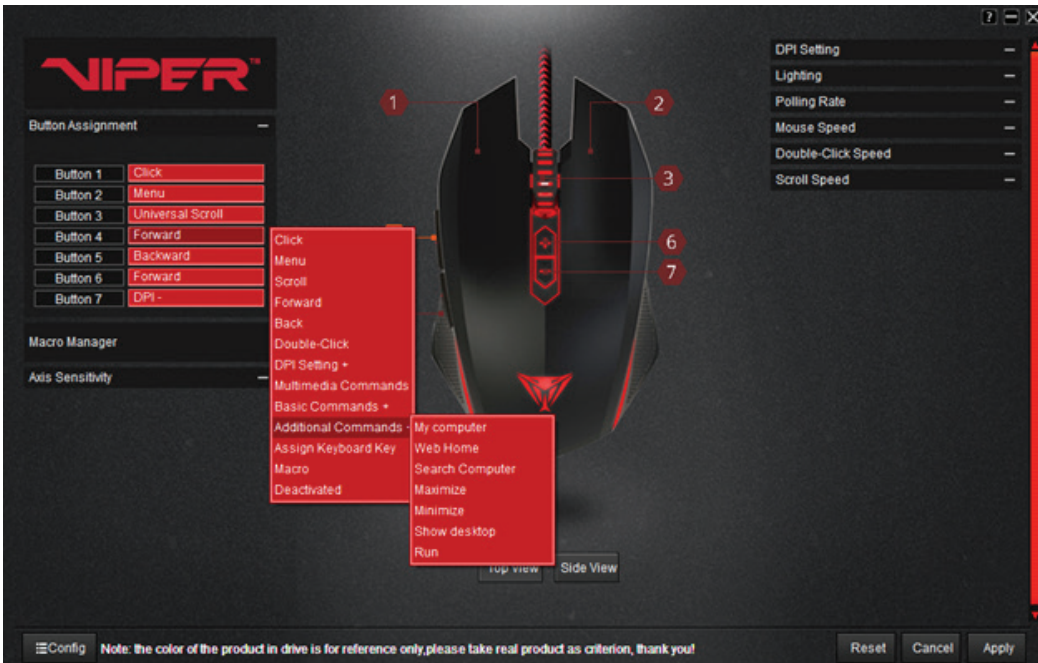 ?
VIPER™
Button Assignment
Button 1 Click
Button 2 Menu
Button 3 Universal Scroll
Button 4 Forward
Button 5 Backward
Button 6 Forward
Button 7 DPI -
Macro Manager
Axis Sensitivity
1
2
3
6
7
Click
Menu
Scroll
Forward
Back
Double-Click
DPI Setting +
Multimedia Commands
Basic Commands +
Additional Commands -
Assign Keyboard Key
Macro
Deactivated
My computer
Web Home
Search Computer
Maximize
Minimize
Show desktop
Run
Top View
Side View
DPI Setting
Lighting
Polling Rate
Mouse Speed
Double-Click Speed
Scroll Speed
Config
Note: the color of the product in drive is for reference only,please take real product as criterion, thank you!
Reset
Cancel
Apply